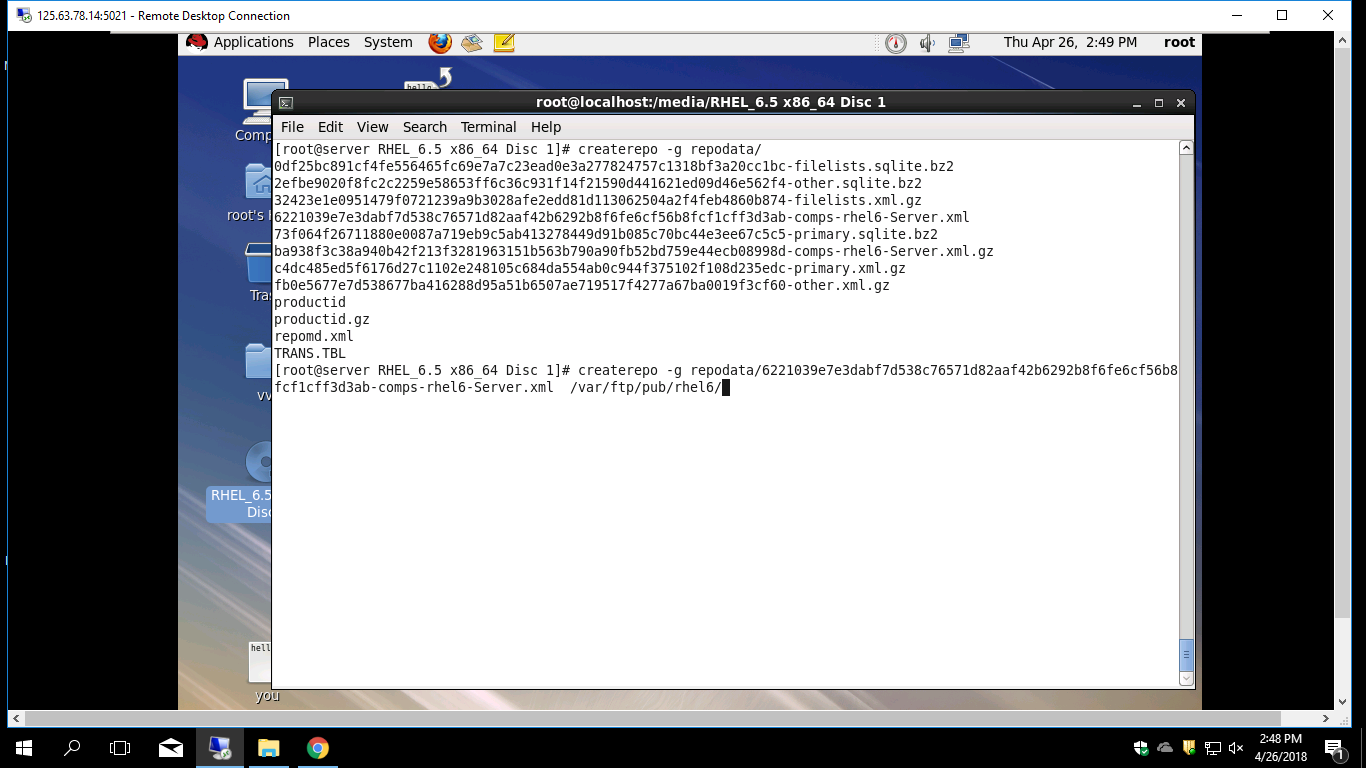 125.63.78.14:5021 - Remote Desktop Connection
Applications Places System
Thu Apr 26, 2:49 PM root
hello
root@localhost:/media/RHEL_6.5 x86_64 Disc 1
File Edit View Search Terminal Help
[root@server RHEL_6.5 x86_64 Disc 1]# createrepo -g repodata/
0df25bc891cf4fe556465fc69e7a7c23ead0e3a277824757c1318bf3a20cc1bc-filelists.sqlite.bz2
2efbe9020f8fc2c2259e58653ff6c36c931f14f21590d441621ed09d46e562f4-other.sqlite.bz2
32423e1e0951479f0721239a9b3028afe2edd81d113062504a2f4feb4860b874-filelists.xml.gz
6221039e7e3dabf7d538c76571d82aaf42b6292b8f6fe6cf56b8fcf1cff3d3ab-comps-rhel6-Server.xml
73f064f26711880e0087a719eb9c5ab413278449d91b085c70bc44e3ee67c5c5-primary.sqlite.bz2
ba938f3c38a940b42f213f3281963151b563b790a90fb52bd759e44ecb08998d-comps-rhel6-Server.xml.gz
c4dc485ed5f6176d27c1102e248105c684da554ab0c944f375102f108d235edc-primary.xml.gz
fb0e5677e7d538677ba416288d95a51b6507ae719517f4277a67ba0019f3cf60-other.xml.gz
productid
productid.gz
repomd.xml
TRANS.TBL
[root@server RHEL_6.5 x86_64 Disc 1]# createrepo -g repodata/6221039e7e3dabf7d538c76571d82aaf42b6292b8f6fe6cf56b8
fcf1cff3d3ab-comps-rhel6-Server.xml  /var/ftp/pub/rhel6/
Comp
root's
Tra
vv
RHEL_6.5
Disc
hell
you
2:48 PM
4/26/2018
1